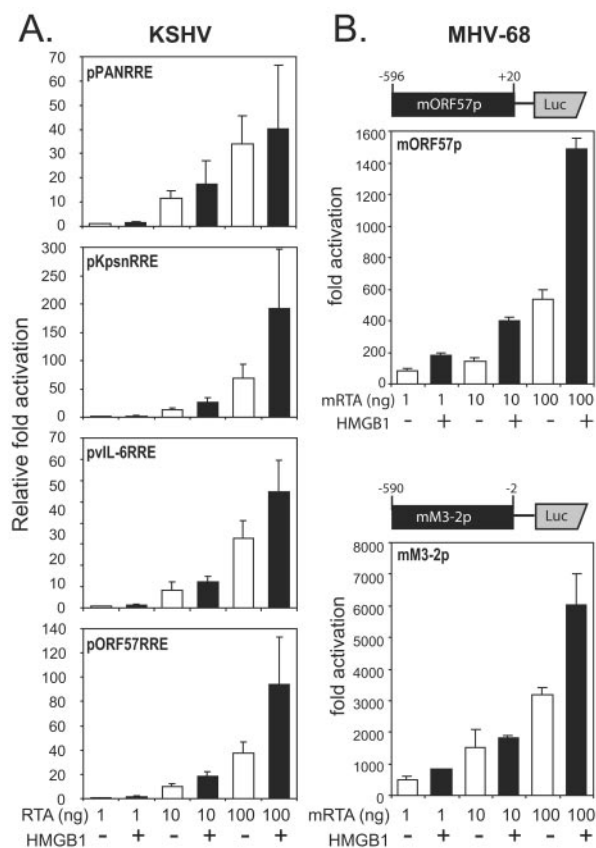 A.
KSHV
pPANRRE
70
60
50
40
30
20
10
0
pKpsnRRE
300
250
200
150
100
50
0
pvIL-6RRE
70
60
50
40
30
20
10
0
pORF57RRE
140
120
100
80
60
40
20
0
Relative fold activation
RTA (ng) 1 1 10 10 100 100
HMGB1 - + - + - +
B.
MHV-68
-596 +20
mORF57p Luc
mORF57p
1600
1400
1200
1000
800
600
400
200
0
fold activation
mRTA (ng) 1 1 10 10 100 100
HMGB1 - + - + - +
-590 -2
mM3-2p Luc
mM3-2p
8000
7000
6000
5000
4000
3000
2000
1000
0
fold activation
mRTA (ng) 1 1 10 10 100 100
HMGB1 - + - + - +